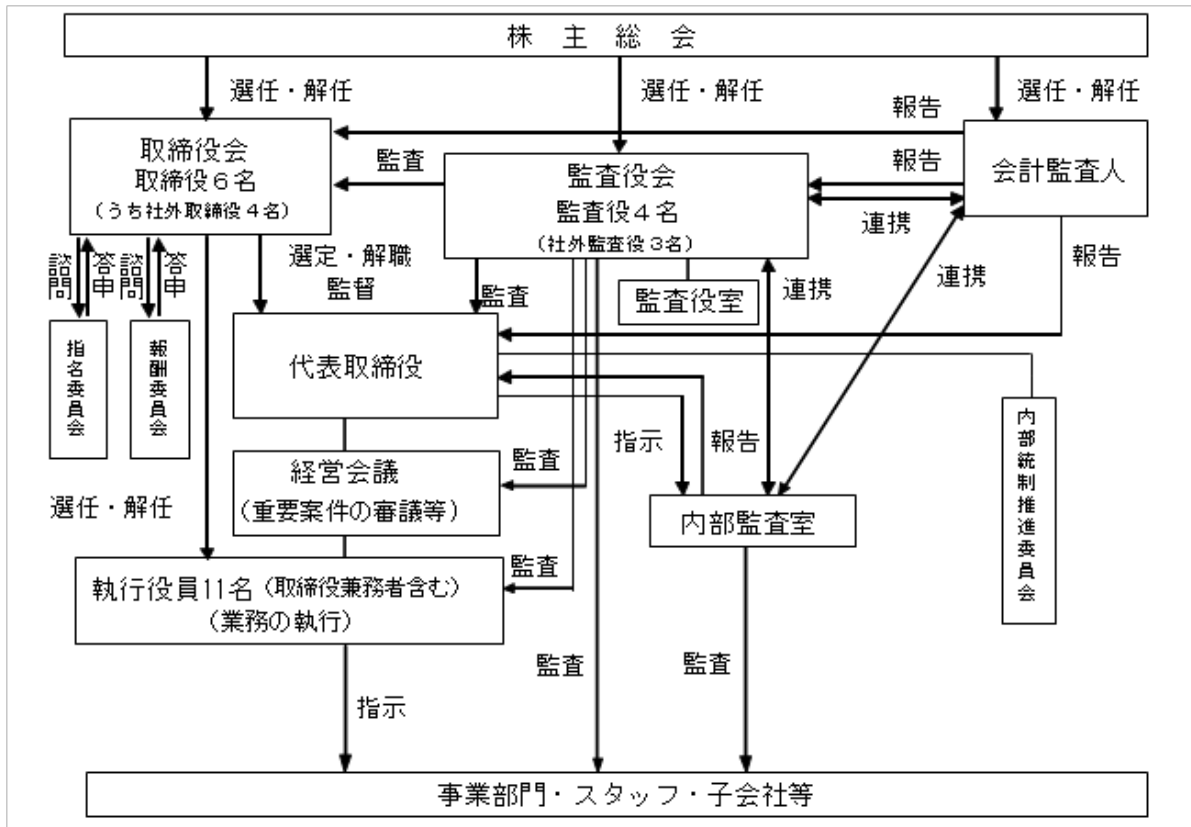 株主総会
選任・解任
選任・解任
選任・解任
報告
取締役会
取締役６名
（うち社外取締役４名）
監査
監査役会
監査役４名
（社外監査役３名）
報告
会計監査人
連携
諮問
答申
諮問
答申
選定・解職
監督
監査
監査役室
連携
連携
報告
指名委員会
報酬委員会
代表取締役
指示
報告
内部統制推進委員会
経営会議
（重要案件の審議等）
監査
選任・解任
内部監査室
執行役員11名（取締役兼務者含む）
（業務の執行）
監査
監査
監査
指示
事業部門・スタッフ・子会社等